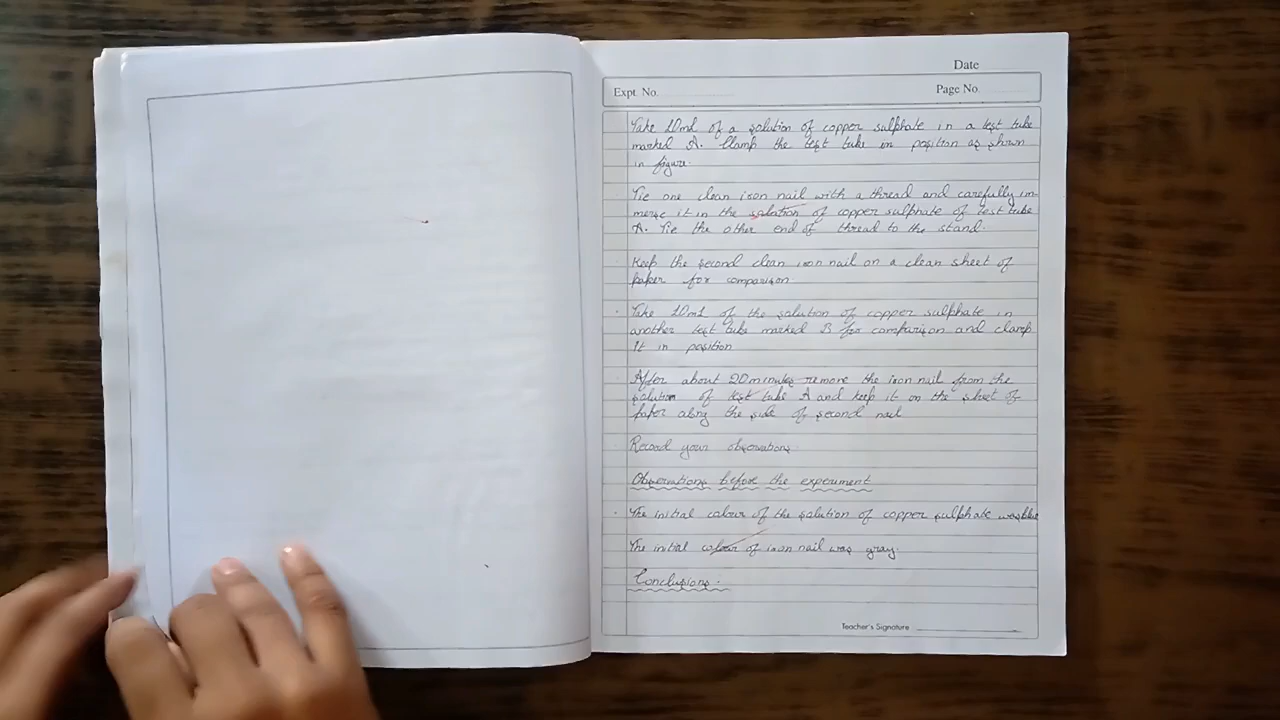 Date
Expt. No.
Page No.
Take 10mL of a solution of copper sulphate in a test tube
marked A. Clamp the test tube in position as shown
in figure.
Tie one clean iron nail with a thread and carefully im-
merse it in the solution of copper sulphate of test tube
A. Tie the other end of thread to the stand.
Keep the second clean iron nail on a clean sheet of
paper for comparison.
Take 10mL of the solution of copper sulphate in
another test tube marked B for comparison and clamp
it in position
After about 20 minutes remove the iron nail from the
solution of test tube A and keep it on the sheet of
paper along the side of second nail
Record your observations.
Observations before the experiment
The initial colour of the solution of copper sulphate was blue
The initial colour of iron nail was gray.
Conclusions.
Teacher's Signature